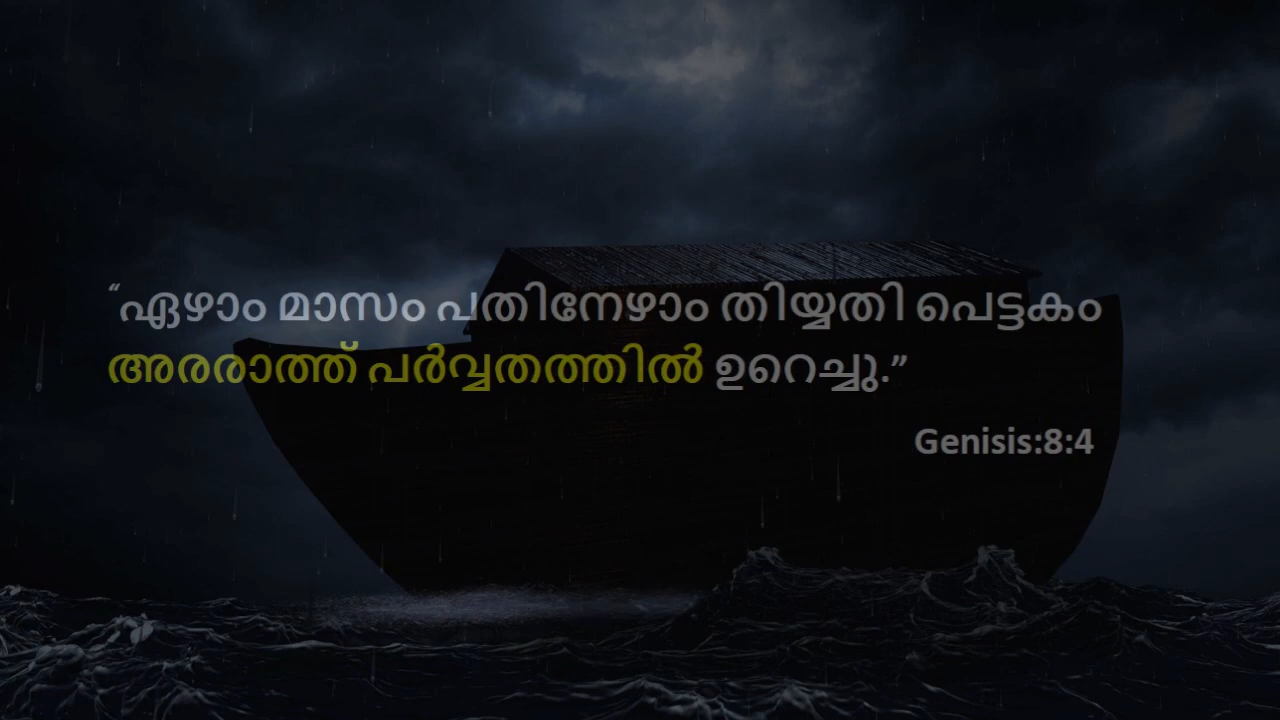 “ഏഴാം മാസം പതിനേഴാം തിയ്യതി പെട്ടകം
അരരാത്ത് പർവ്വതത്തിൽ ഉറെച്ചു.”
Genisis:8:4